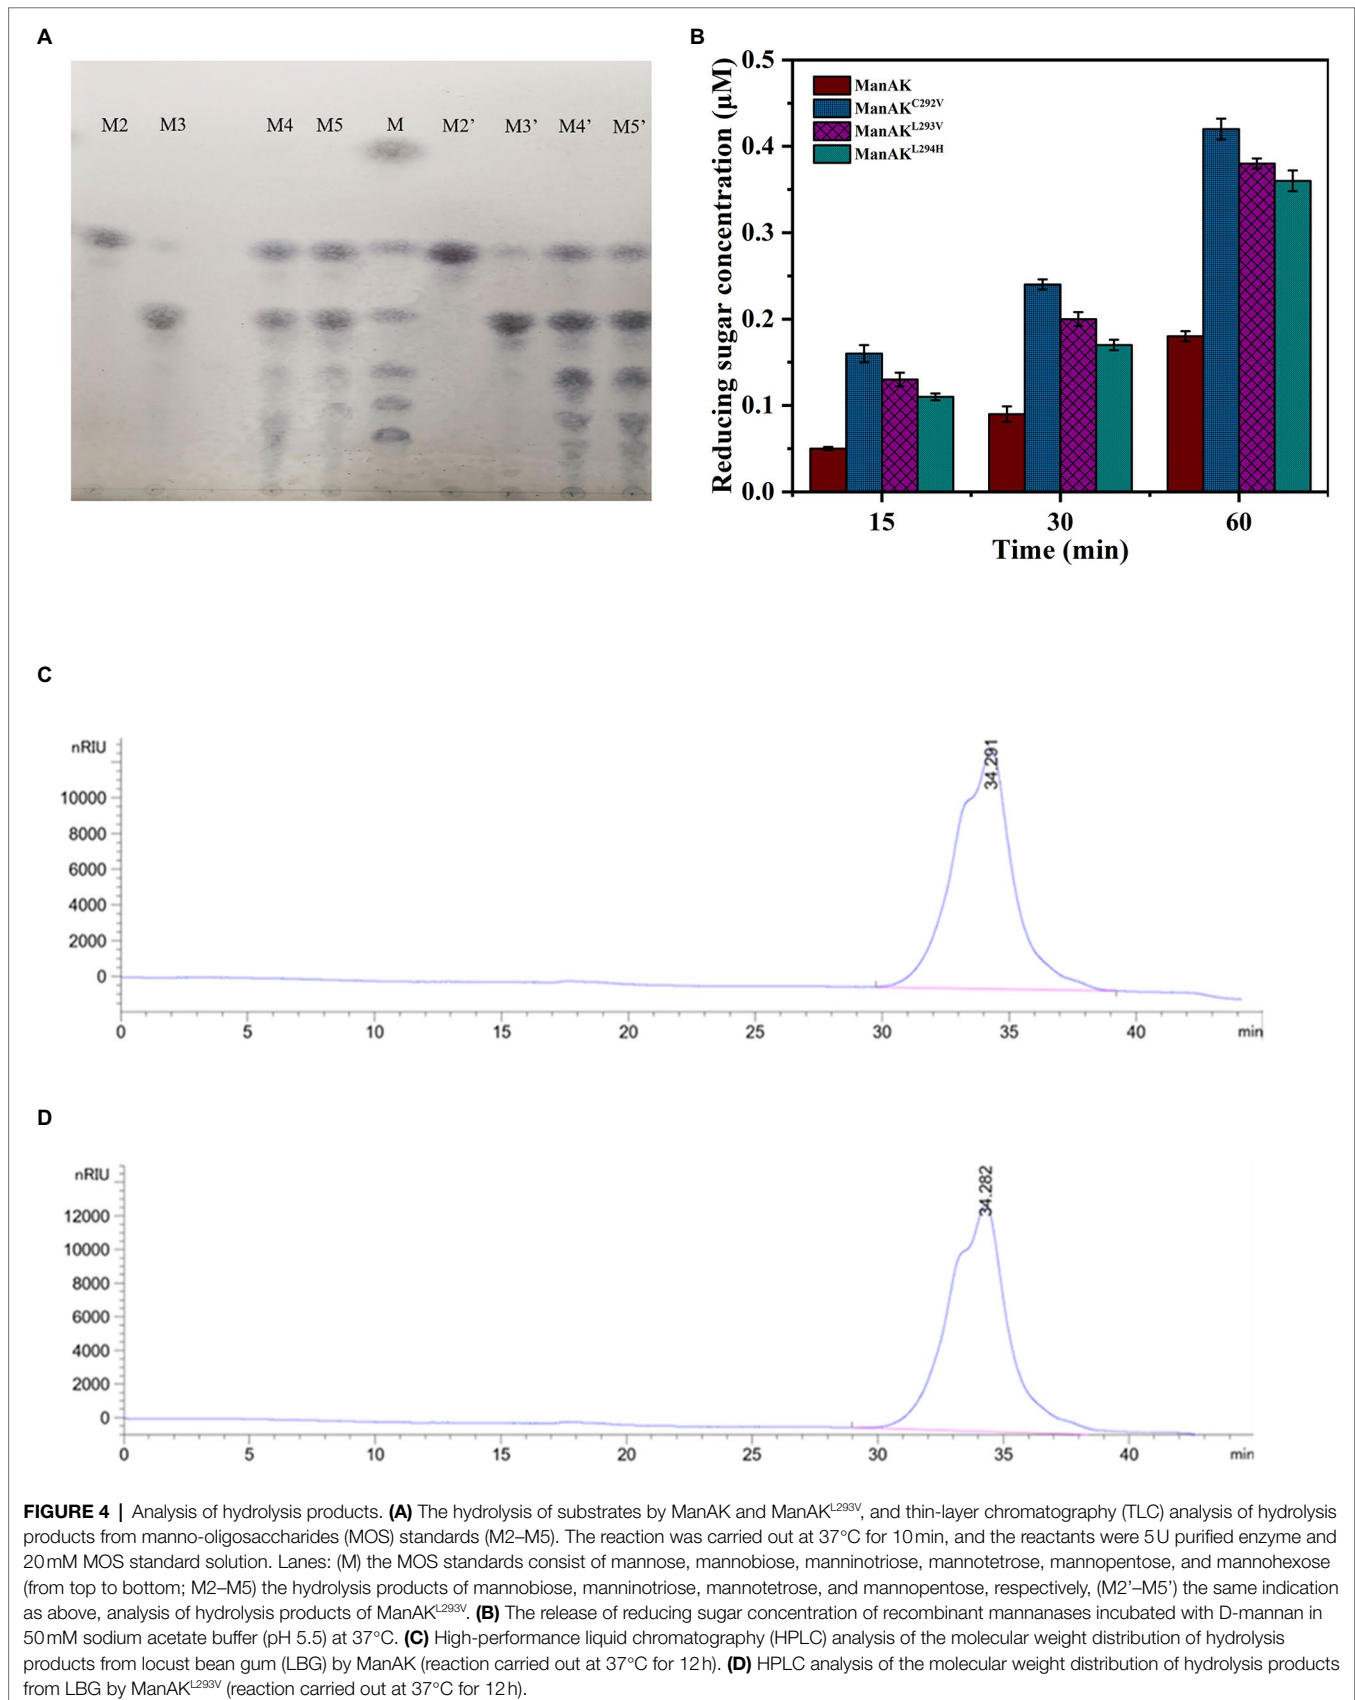 A
M2 M3 M4 M5 M M2’ M3’ M4’ M5’
B
Reducing sugar concentration (μM)
0.5
0.4
0.3
0.2
0.1
0.0
ManAK
ManAK^C292V
ManAK^L293V
ManAK^L294H
15 30 60
Time (min)
C
nRIU
10000
8000
6000
4000
2000
0
34.291
0 5 10 15 20 25 30 35 40 min
D
nRIU
12000
10000
8000
6000
4000
2000
0
34.282
0 5 10 15 20 25 30 35 40 min
FIGURE 4 | Analysis of hydrolysis products. (A) The hydrolysis of substrates by ManAK and ManAK^L293V, and thin-layer chromatography (TLC) analysis of hydrolysis
products from manno-oligosaccharides (MOS) standards (M2–M5). The reaction was carried out at 37°C for 10 min, and the reactants were 5 U purified enzyme and
20 mM MOS standard solution. Lanes: (M) the MOS standards consist of mannose, mannobiose, manninotriose, mannotetrose, mannopentose, and mannohexose
(from top to bottom; M2–M5) the hydrolysis products of mannobiose, manninotriose, mannotetrose, and mannopentose, respectively, (M2’–M5’) the same indication
as above, analysis of hydrolysis products of ManAK^L293V. (B) The release of reducing sugar concentration of recombinant mannanases incubated with D-mannan in
50 mM sodium acetate buffer (pH 5.5) at 37°C. (C) High-performance liquid chromatography (HPLC) analysis of the molecular weight distribution of hydrolysis
products from locust bean gum (LBG) by ManAK (reaction carried out at 37°C for 12 h). (D) HPLC analysis of the molecular weight distribution of hydrolysis products
from LBG by ManAK^L293V (reaction carried out at 37°C for 12 h).